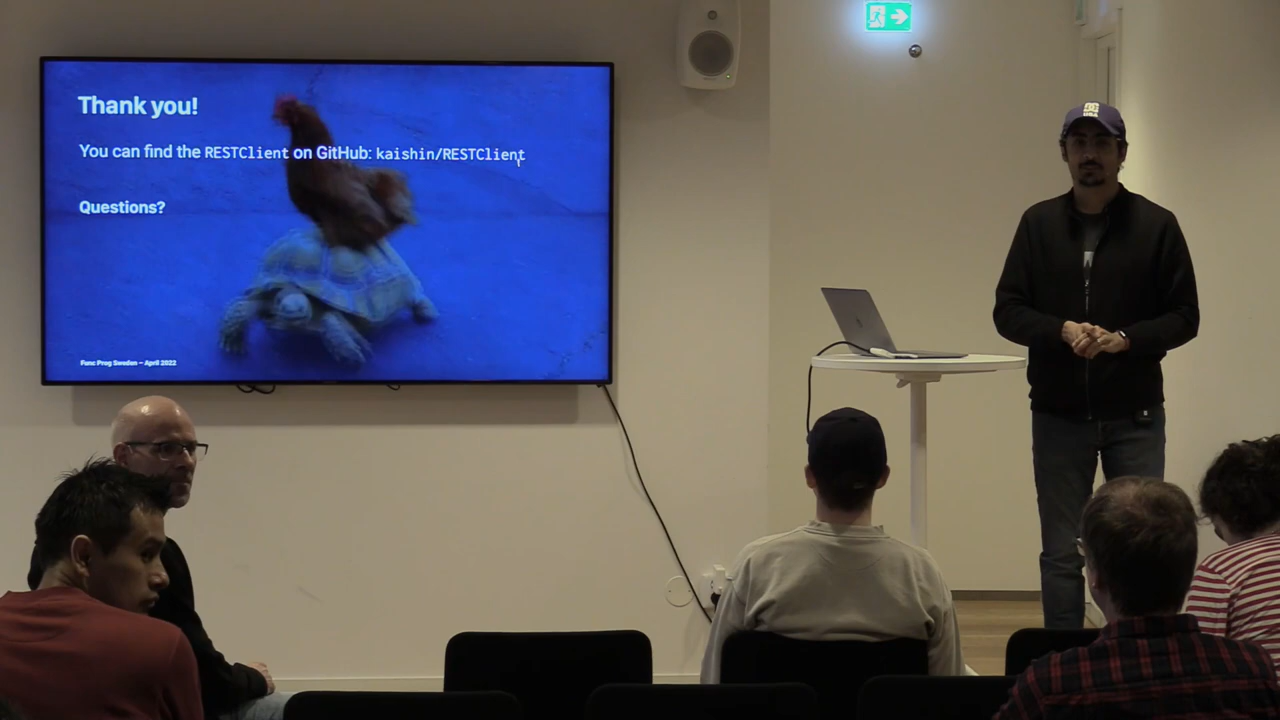 Thank you!
You can find the RESTClient on GitHub: kaishin/RESTClient
Questions?
Func Prog Sweden – April 2022